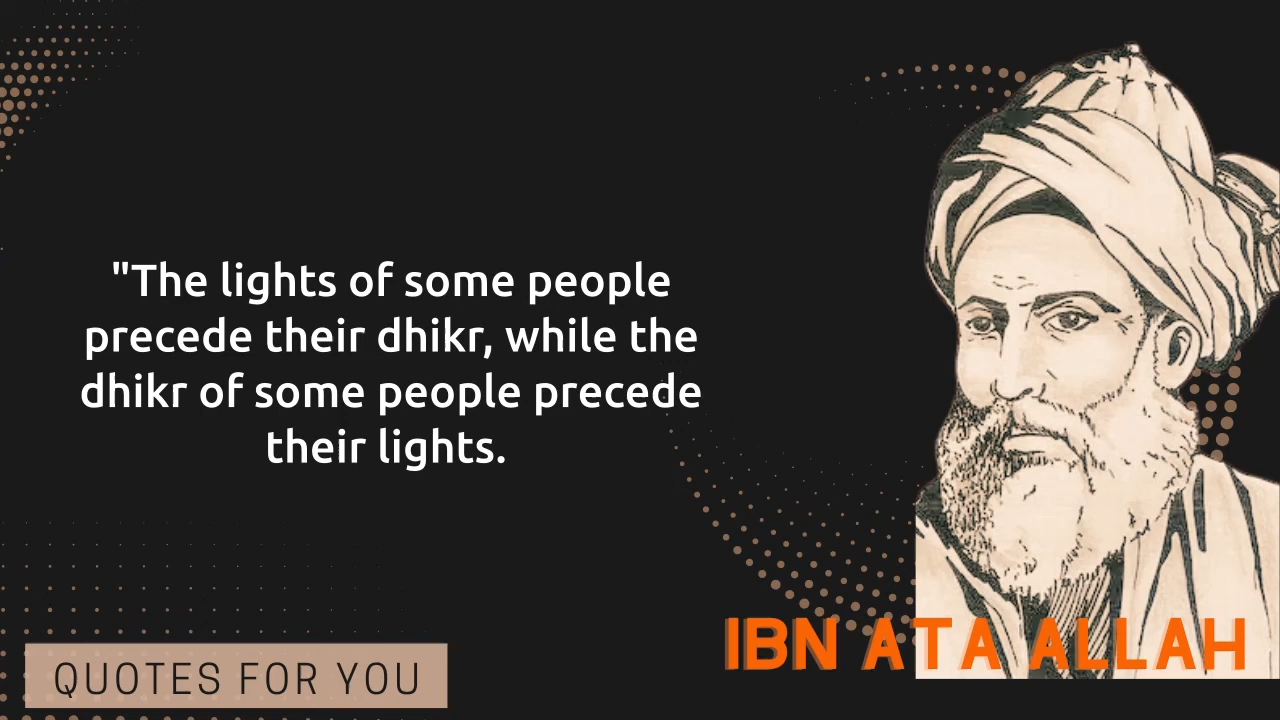 "The lights of some people
precede their dhikr, while the
dhikr of some people precede
their lights.
IBN ATA ALLAH
QUOTES FOR YOU